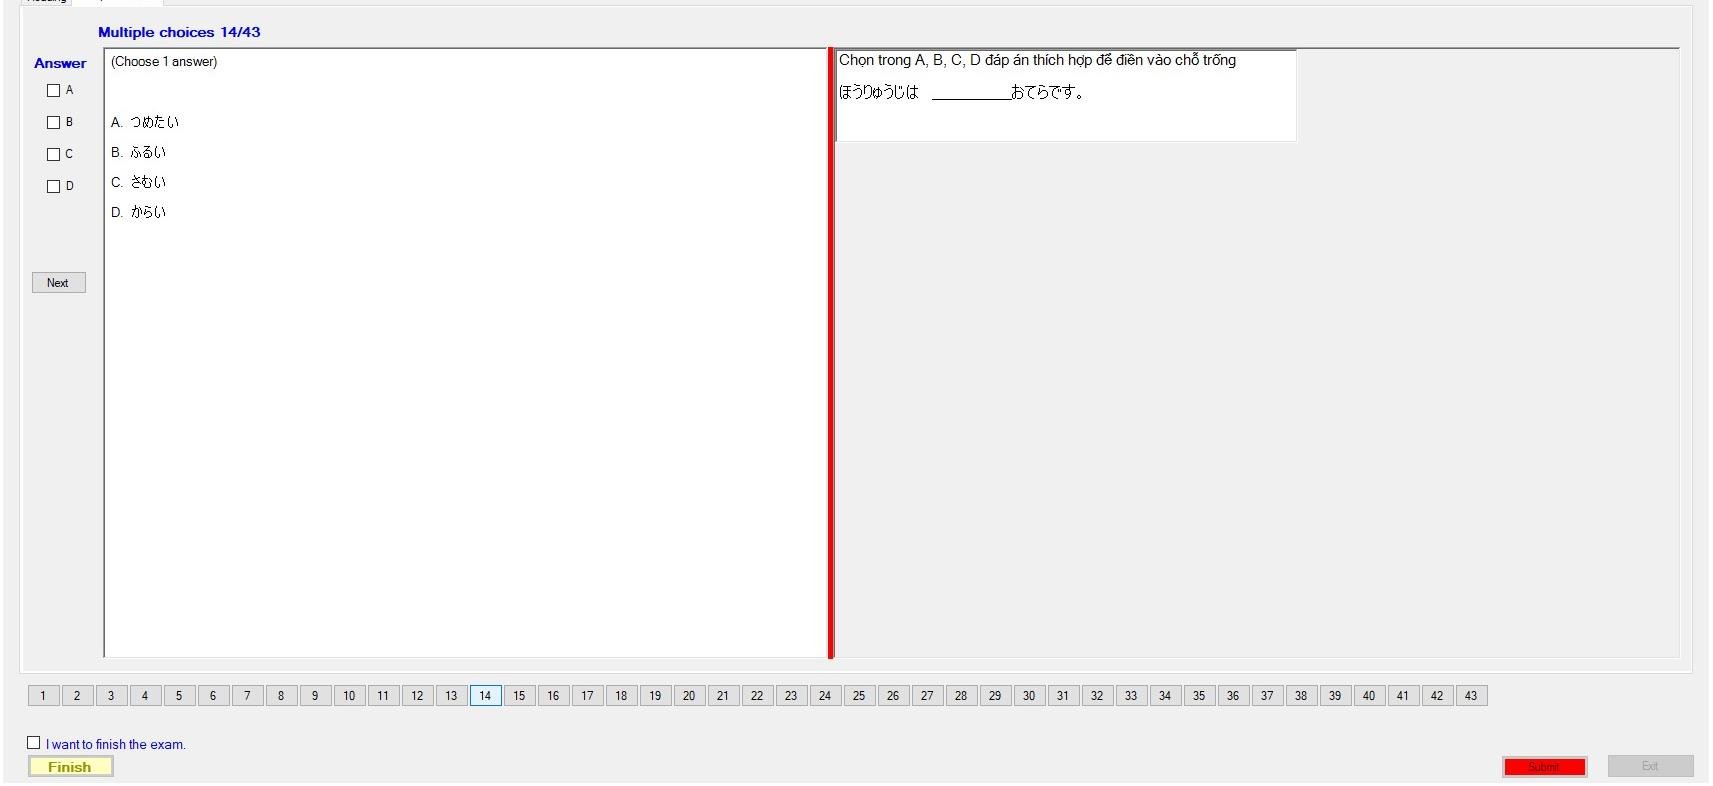 Multiple choices 14/43
Answer
A
B
C
D
Next
(Choose 1 answer)
A. つめたい
B. ふるい
C. さむい
D. からい
Chọn trong A, B, C, D đáp án thích hợp để điền vào chỗ trống
ほうりゅうじは __________おてらです。
1 2 3 4 5 6 7 8 9 10 11 12 13 14 15 16 17 18 19 20 21 22 23 24 25 26 27 28 29 30 31 32 33 34 35 36 37 38 39 40 41 42 43
I want to finish the exam.
Finish
Submit
Exit